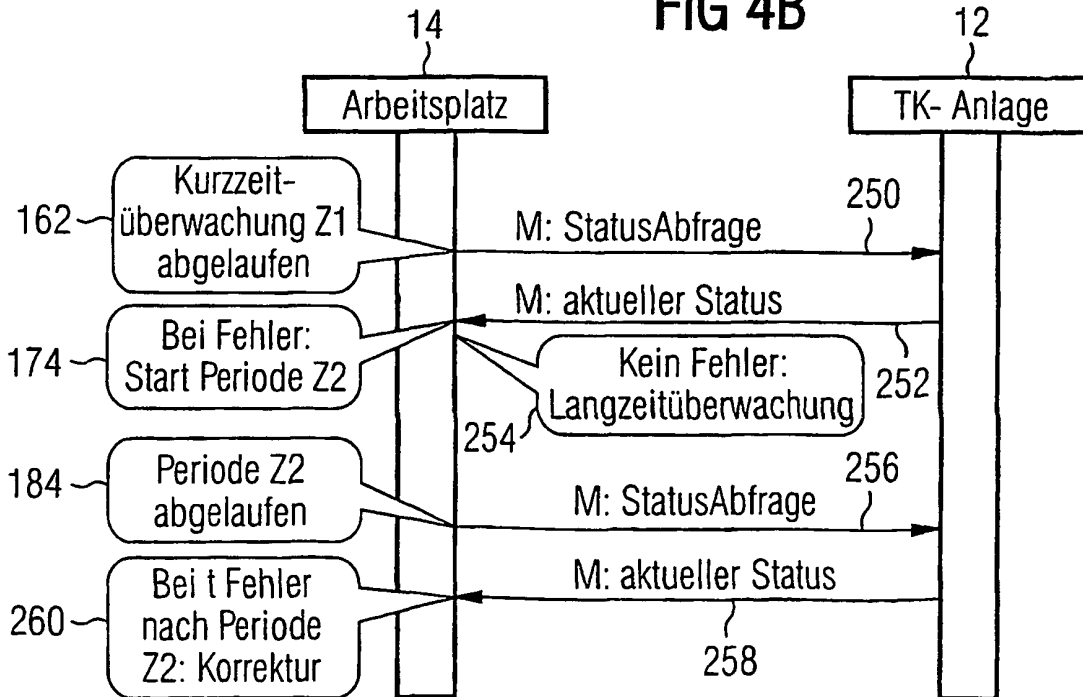 FIG 4B
14
12
Arbeitsplatz
TK- Anlage
162
Kurzzeit-
überwachung Z1
abgelaufen
M: StatusAbfrage
250
M: aktueller Status
252
174
Bei Fehler:
Start Periode Z2
Kein Fehler:
Langzeitüberwachung
254
184
Periode Z2
abgelaufen
M: StatusAbfrage
256
260
Bei t Fehler
nach Periode
Z2: Korrektur
M: aktueller Status
258